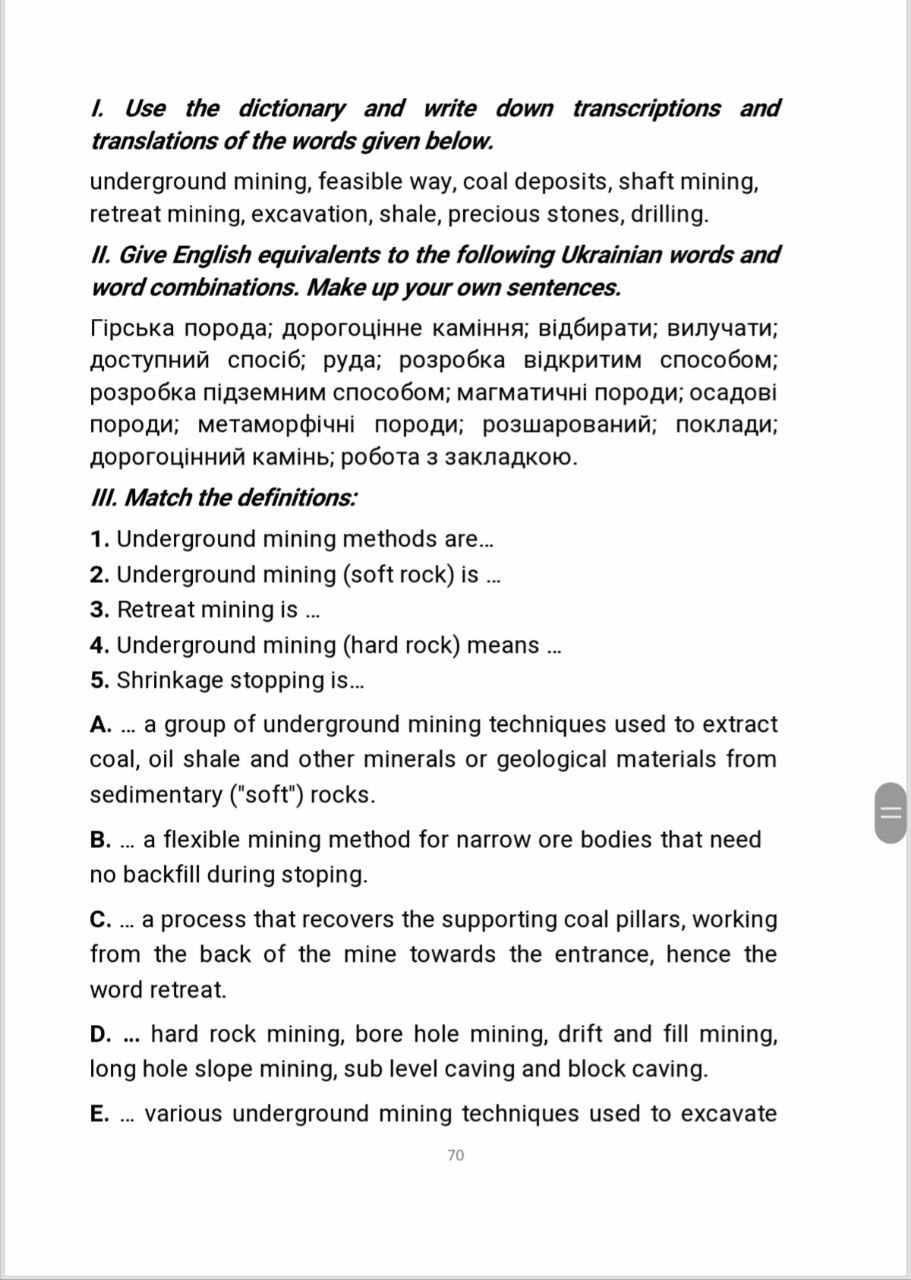 I. Use the dictionary and write down transcriptions and
translations of the words given below.
underground mining, feasible way, coal deposits, shaft mining,
retreat mining, excavation, shale, precious stones, drilling.
II. Give English equivalents to the following Ukrainian words and
word combinations. Make up your own sentences.
Гірська порода; дорогоцінне каміння; відбирати; вилучати;
доступний спосіб; руда; розробка відкритим способом;
розробка підземним способом; магматичні породи; осадові
породи; метаморфічні породи; розшарований; поклади;
дорогоцінний камінь; робота з закладкою.
III. Match the definitions:
1. Underground mining methods are...
2. Underground mining (soft rock) is ...
3. Retreat mining is ...
4. Underground mining (hard rock) means ...
5. Shrinkage stopping is...
A. ... a group of underground mining techniques used to extract
coal, oil shale and other minerals or geological materials from
sedimentary ("soft") rocks.
B. ... a flexible mining method for narrow ore bodies that need
no backfill during stoping.
C. ... a process that recovers the supporting coal pillars, working
from the back of the mine towards the entrance, hence the
word retreat.
D. ... hard rock mining, bore hole mining, drift and fill mining,
long hole slope mining, sub level caving and block caving.
E. ... various underground mining techniques used to excavate
70